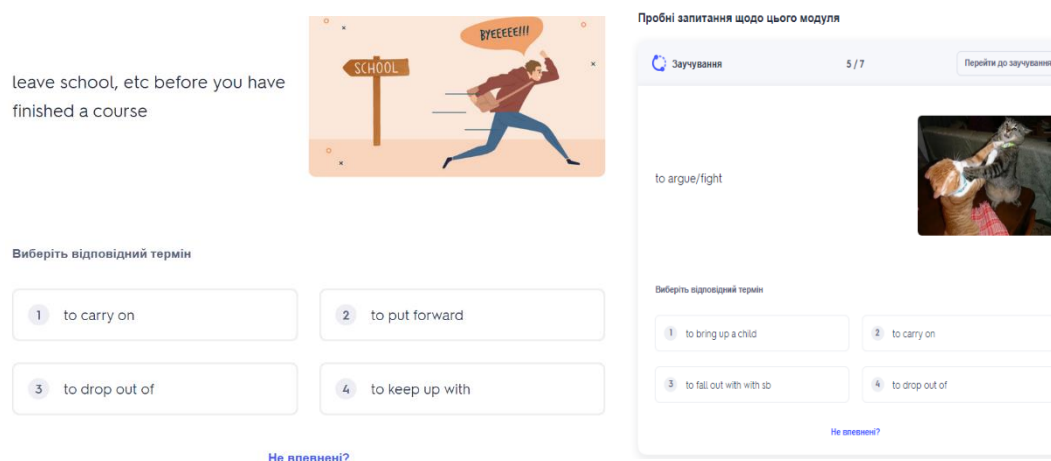 leave school, etc before you have
finished a course
BYEEEEE!!!
SCHOOL
Виберіть відповідний термін
1 to carry on
2 to put forward
3 to drop out of
4 to keep up with
Не впевнені?
Пробні запитання щодо цього модуля
Заучування
5 / 7
Перейти до заучування
to argue/fight
Виберіть відповідний термін
1 to bring up a child
2 to carry on
3 to fall out with with sb
4 to drop out of
Не впевнені?